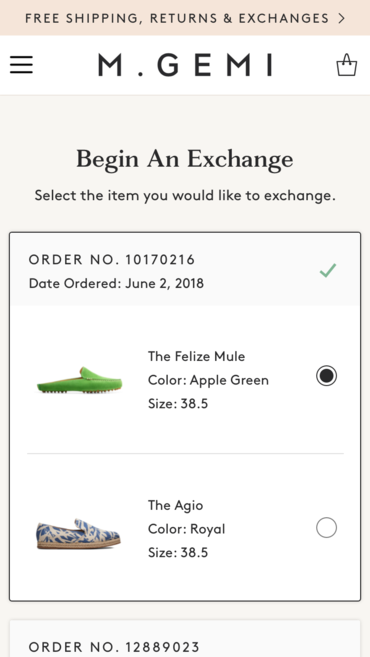 FREE SHIPPING, RETURNS & EXCHANGES
M.GEMI
Begin An Exchange
Select the item you would like to exchange.
ORDER NO. 10170216
Date Ordered: June 2, 2018
The Felize Mule
Color: Apple Green
Size: 38.5
The Agio
Color: Royal
Size: 38.5
ORDER NO. 12889023